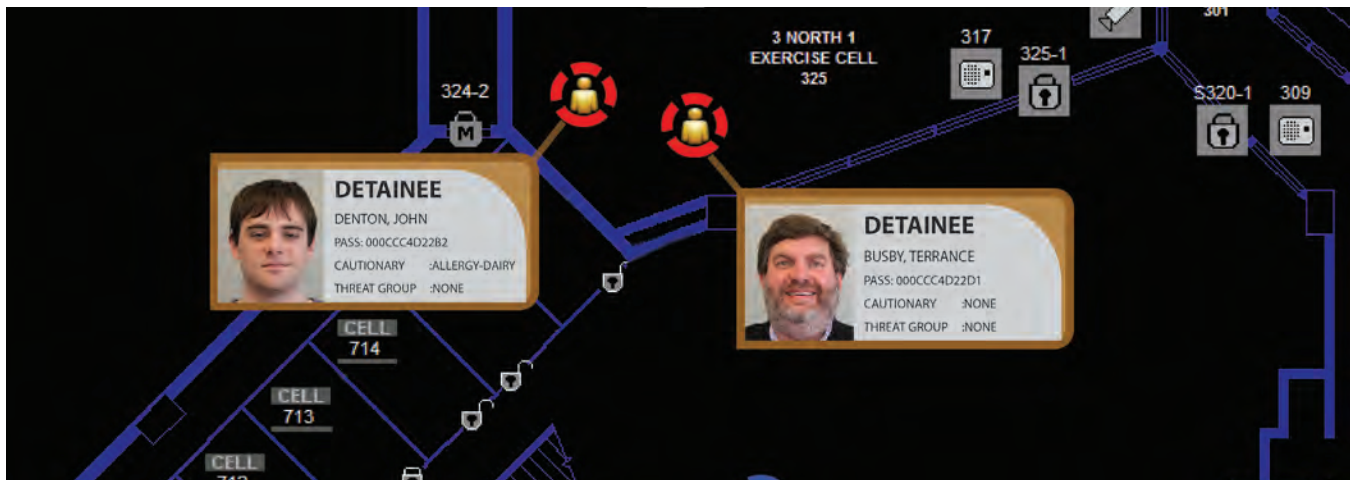 301
3 NORTH 1
EXERCISE CELL
325
317
325-1
324-2
S320-1
309
M
DETAINEE
DENTON, JOHN
PASS: 000CCC4D22B2
CAUTIONARY :ALLERGY-DAIRY
THREAT GROUP :NONE
DETAINEE
BUSBY, TERRANCE
PASS: 000CCC4D22D1
CAUTIONARY :NONE
THREAT GROUP :NONE
CELL
714
CELL
713
CELL